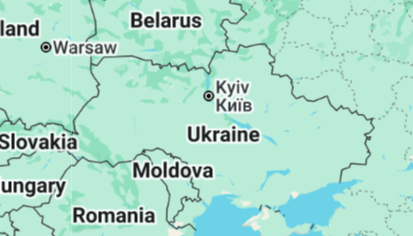 Belarus
land
Warsaw
Kyiv
Київ
Ukraine
Slovakia
Moldova
ungary
Romania